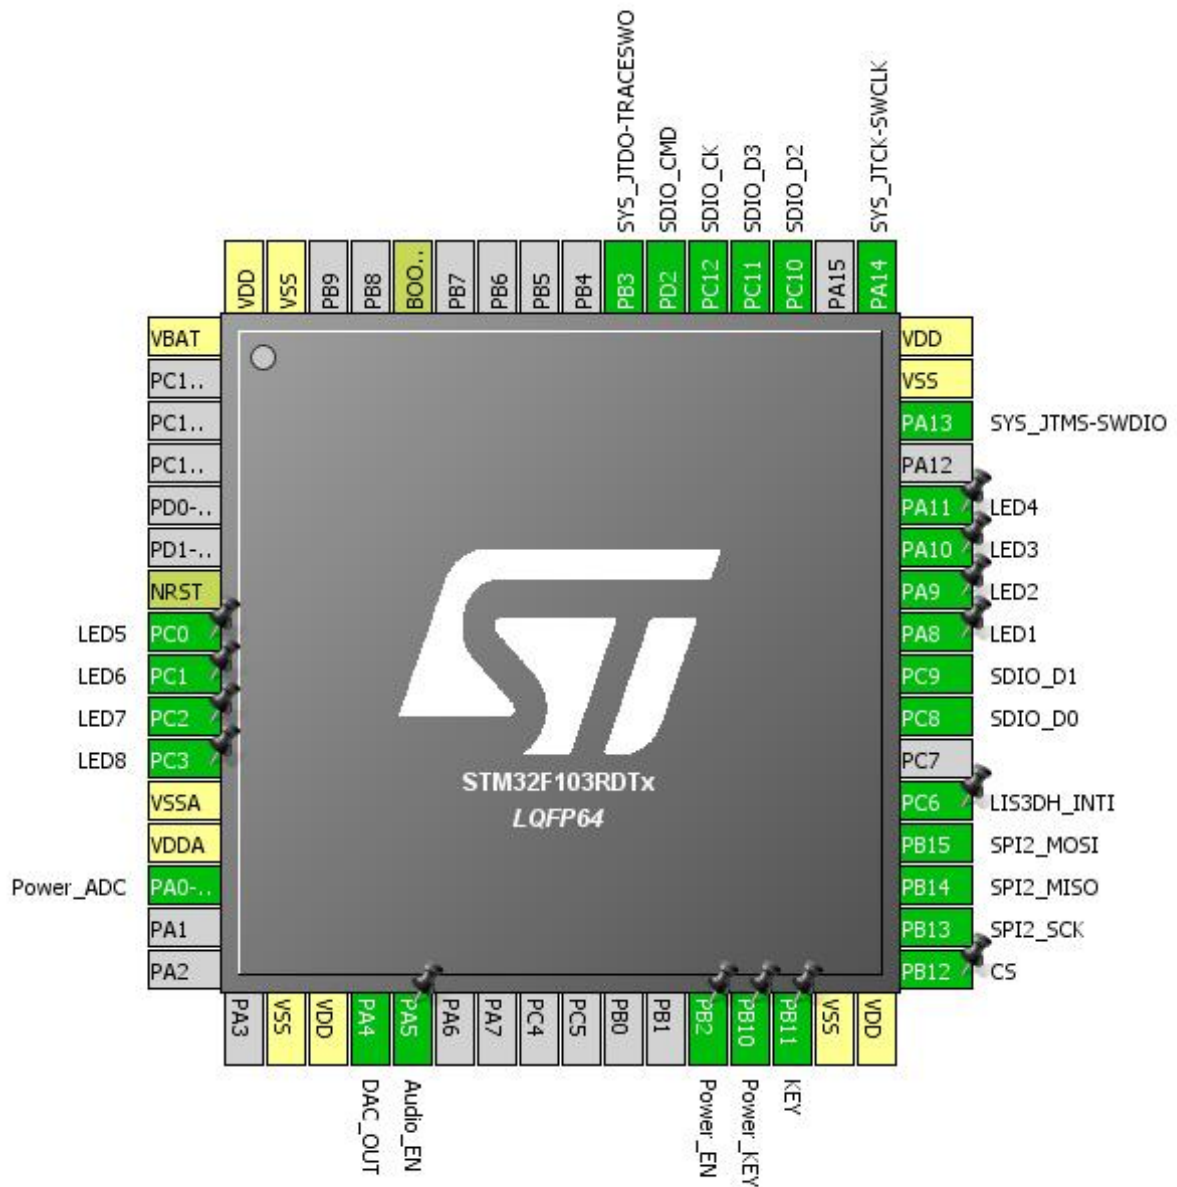 SYS_JTDO-TRACESWO
SDIO_CMD
SDIO_CK
SDIO_D3
SDIO_D2
SYS_JTCK-SWCLK
VDD
VSS
PB9
PB8
BOO..
PB7
PB6
PB5
PB4
PB3
PD2
PC12
PC11
PC10
PA15
PA14
VBAT
PC1..
PC1..
PC1..
PD0-..
PD1-..
NRST
LED5 PC0
LED6 PC1
LED7 PC2
LED8 PC3
VSSA
VDDA
Power_ADC PA0-..
PA1
PA2
ST
STM32F103RDTx
LQFP64
VDD
VSS
PA13 SYS_JTMS-SWDIO
PA12
PA11 LED4
PA10 LED3
PA9 LED2
PA8 LED1
PC9 SDIO_D1
PC8 SDIO_D0
PC7
PC6 LIS3DH_INTI
PB15 SPI2_MOSI
PB14 SPI2_MISO
PB13 SPI2_SCK
PB12 CS
PA3
VSS
VDD
PA4
PA5
PA6
PA7
PC4
PC5
PB0
PB1
PB2
PB10
PB11
VSS
VDD
DAC_OUT
Audio_EN
Power_EN
Power_KEY
KEY